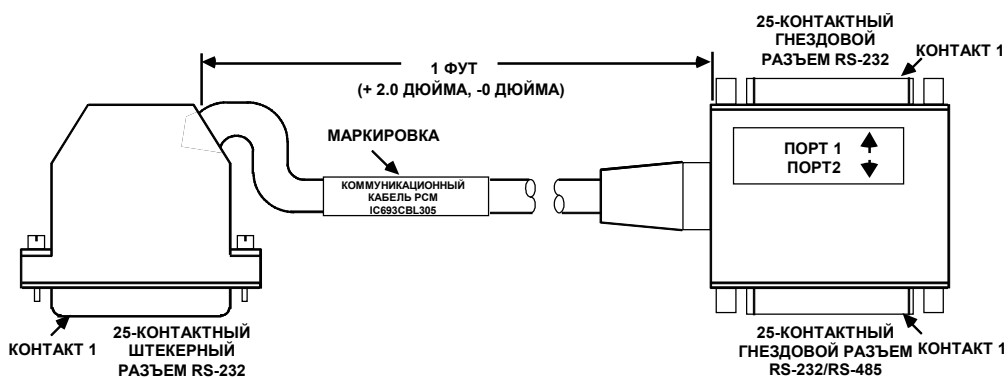 25-КОНТАКТНЫЙ
ГНЕЗДОВОЙ
РАЗЪЕМ RS-232
КОНТАКТ 1
1 ФУТ
(+ 2.0 ДЮЙМА, -0 ДЮЙМА)
МАРКИРОВКА
ПОРТ 1
ПОРТ2
КОММУНИКАЦИОННЫЙ
КАБЕЛЬ PCM
IC693CBL305
КОНТАКТ 1
25-КОНТАКТНЫЙ
ШТЕКЕРНЫЙ
РАЗЪЕМ RS-232
25-КОНТАКТНЫЙ
ГНЕЗДОВОЙ РАЗЪЕМ
RS-232/RS-485
КОНТАКТ 1